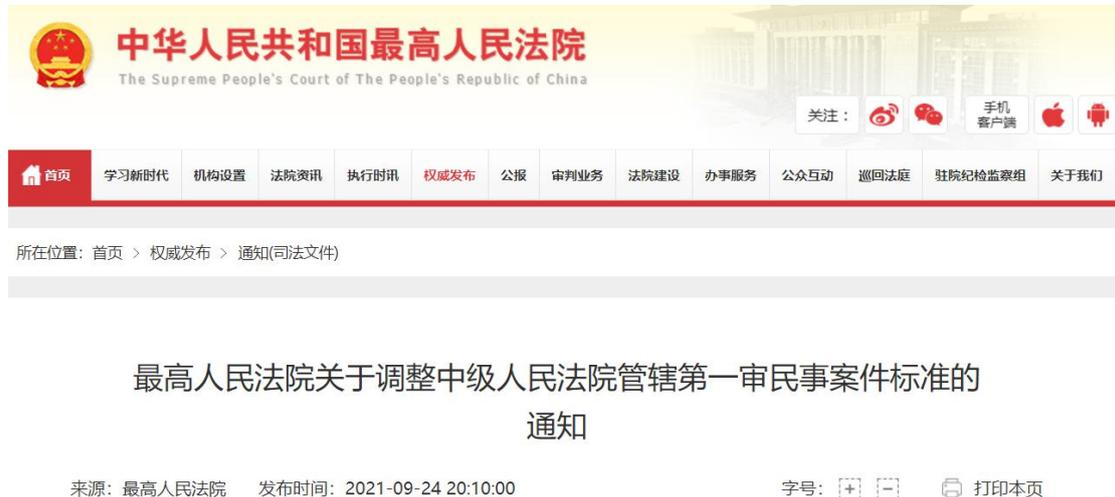 中华人民共和国最高人民法院
The Supreme People's Court of The People's Republic of China
关注：
手机
客户端
首页 学习新时代 机构设置 法院资讯 执行时讯 权威发布 公报 审判业务 法院建设 办事服务 公众互动 巡回法庭 驻院纪检监察组 关于我们
所在位置：首页 > 权威发布 > 通知(司法文件)
最高人民法院关于调整中级人民法院管辖第一审民事案件标准的
通知
来源：最高人民法院 发布时间：2021-09-24 20:10:00 字号： + - 打印本页